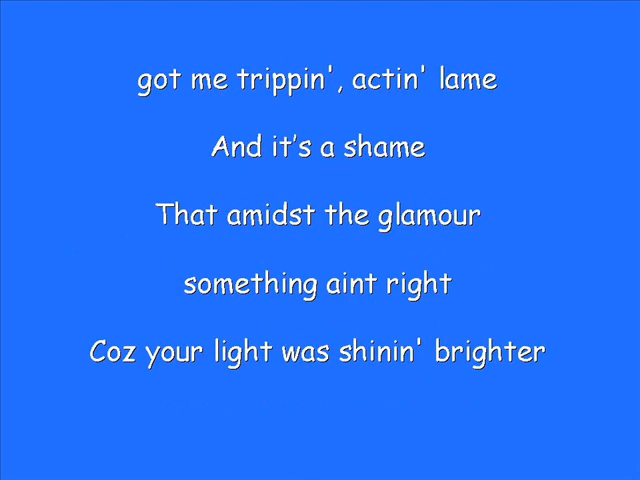 got me trippin', actin' lame
And it's a shame
That amidst the glamour
something aint right
Coz your light was shinin' brighter